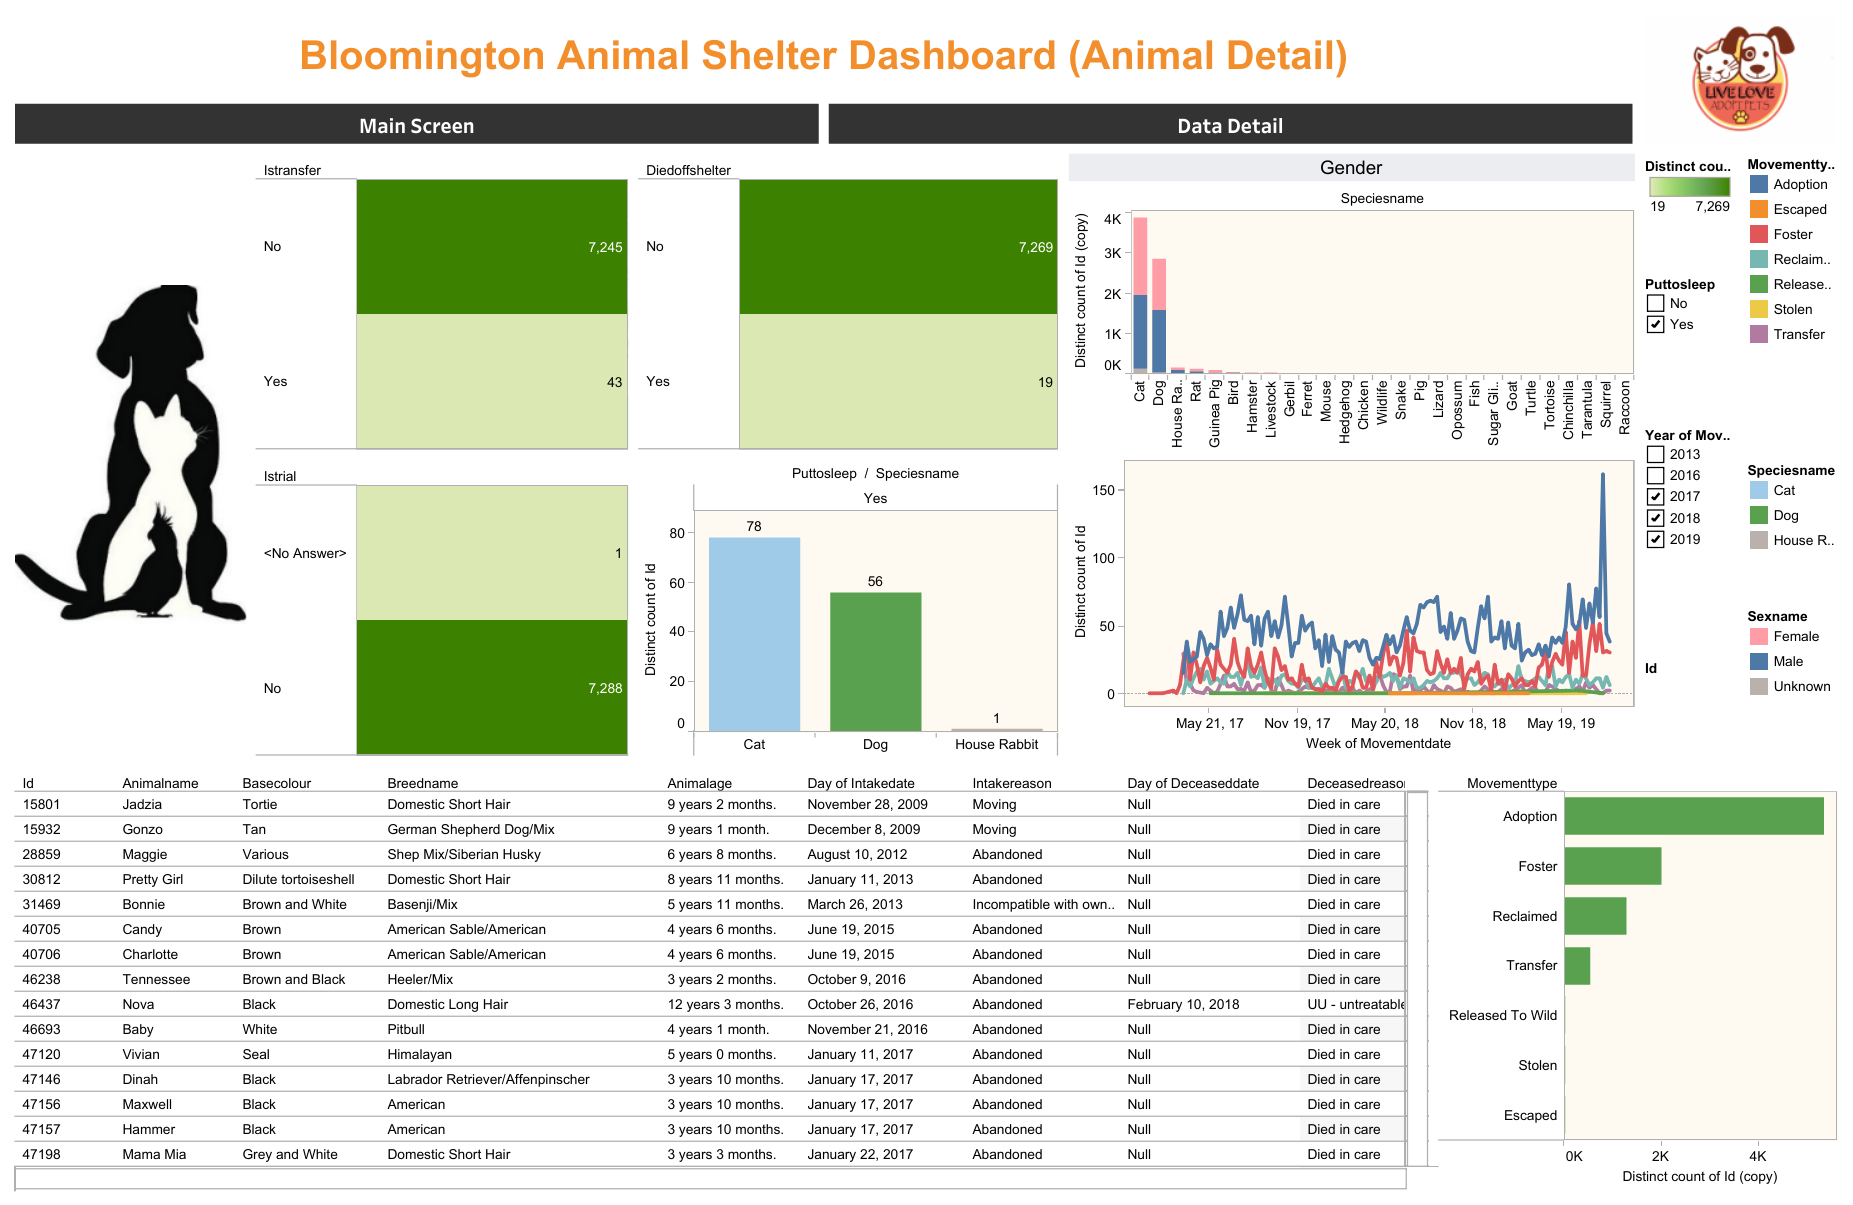 Bloomington Animal Shelter Dashboard (Animal Detail)
LIVE LOVE
ADOPT PETS
Main Screen
Data Detail
Istransfer
No
7,245
Yes
43
Diedoffshelter
No
7,269
Yes
19
Istrial
<No Answer>
1
No
7,288
Puttosleep / Speciesname
Yes
Distinct count of Id
80
60
40
20
0
78
56
1
Cat
Dog
House Rabbit
Gender
Speciesname
Distinct count of Id (copy)
4K
3K
2K
1K
0K
Cat
Dog
House Ra..
Rat
Guinea Pig
Bird
Hamster
Livestock
Gerbil
Ferret
Mouse
Hedgehog
Chicken
Wildlife
Snake
Pig
Lizard
Opossum
Fish
Sugar Gli..
Goat
Turtle
Tortoise
Chinchilla
Tarantula
Squirrel
Raccoon
Distinct count of Id
150
100
50
0
May 21, 17
Nov 19, 17
May 20, 18
Nov 18, 18
May 19, 19
Week of Movementdate
Distinct cou..
19 7,269
Puttosleep
No
Yes
Year of Mov..
2013
2016
2017
2018
2019
Id
Movementty..
Adoption
Escaped
Foster
Reclaim..
Release..
Stolen
Transfer
Speciesname
Cat
Dog
House R..
Sexname
Female
Male
Unknown
Id Animalname Basecolour Breedname Animalage Day of Intakedate Intakereason Day of Deceaseddate Deceasedreason
15801 Jadzia Tortie Domestic Short Hair 9 years 2 months. November 28, 2009 Moving Null Died in care
15932 Gonzo Tan German Shepherd Dog/Mix 9 years 1 month. December 8, 2009 Moving Null Died in care
28859 Maggie Various Shep Mix/Siberian Husky 6 years 8 months. August 10, 2012 Abandoned Null Died in care
30812 Pretty Girl Dilute tortoiseshell Domestic Short Hair 8 years 11 months. January 11, 2013 Abandoned Null Died in care
31469 Bonnie Brown and White Basenji/Mix 5 years 11 months. March 26, 2013 Incompatible with own.. Null Died in care
40705 Candy Brown American Sable/American 4 years 6 months. June 19, 2015 Abandoned Null Died in care
40706 Charlotte Brown American Sable/American 4 years 6 months. June 19, 2015 Abandoned Null Died in care
46238 Tennessee Brown and Black Heeler/Mix 3 years 2 months. October 9, 2016 Abandoned Null Died in care
46437 Nova Black Domestic Long Hair 12 years 3 months. October 26, 2016 Abandoned February 10, 2018 UU - untreatable
46693 Baby White Pitbull 4 years 1 month. November 21, 2016 Abandoned Null Died in care
47120 Vivian Seal Himalayan 5 years 0 months. January 11, 2017 Abandoned Null Died in care
47146 Dinah Black Labrador Retriever/Affenpinscher 3 years 10 months. January 17, 2017 Abandoned Null Died in care
47156 Maxwell Black American 3 years 10 months. January 17, 2017 Abandoned Null Died in care
47157 Hammer Black American 3 years 10 months. January 17, 2017 Abandoned Null Died in care
47198 Mama Mia Grey and White Domestic Short Hair 3 years 3 months. January 22, 2017 Abandoned Null Died in care
Movementtype
Adoption
Foster
Reclaimed
Transfer
Released To Wild
Stolen
Escaped
0K 2K 4K
Distinct count of Id (copy)